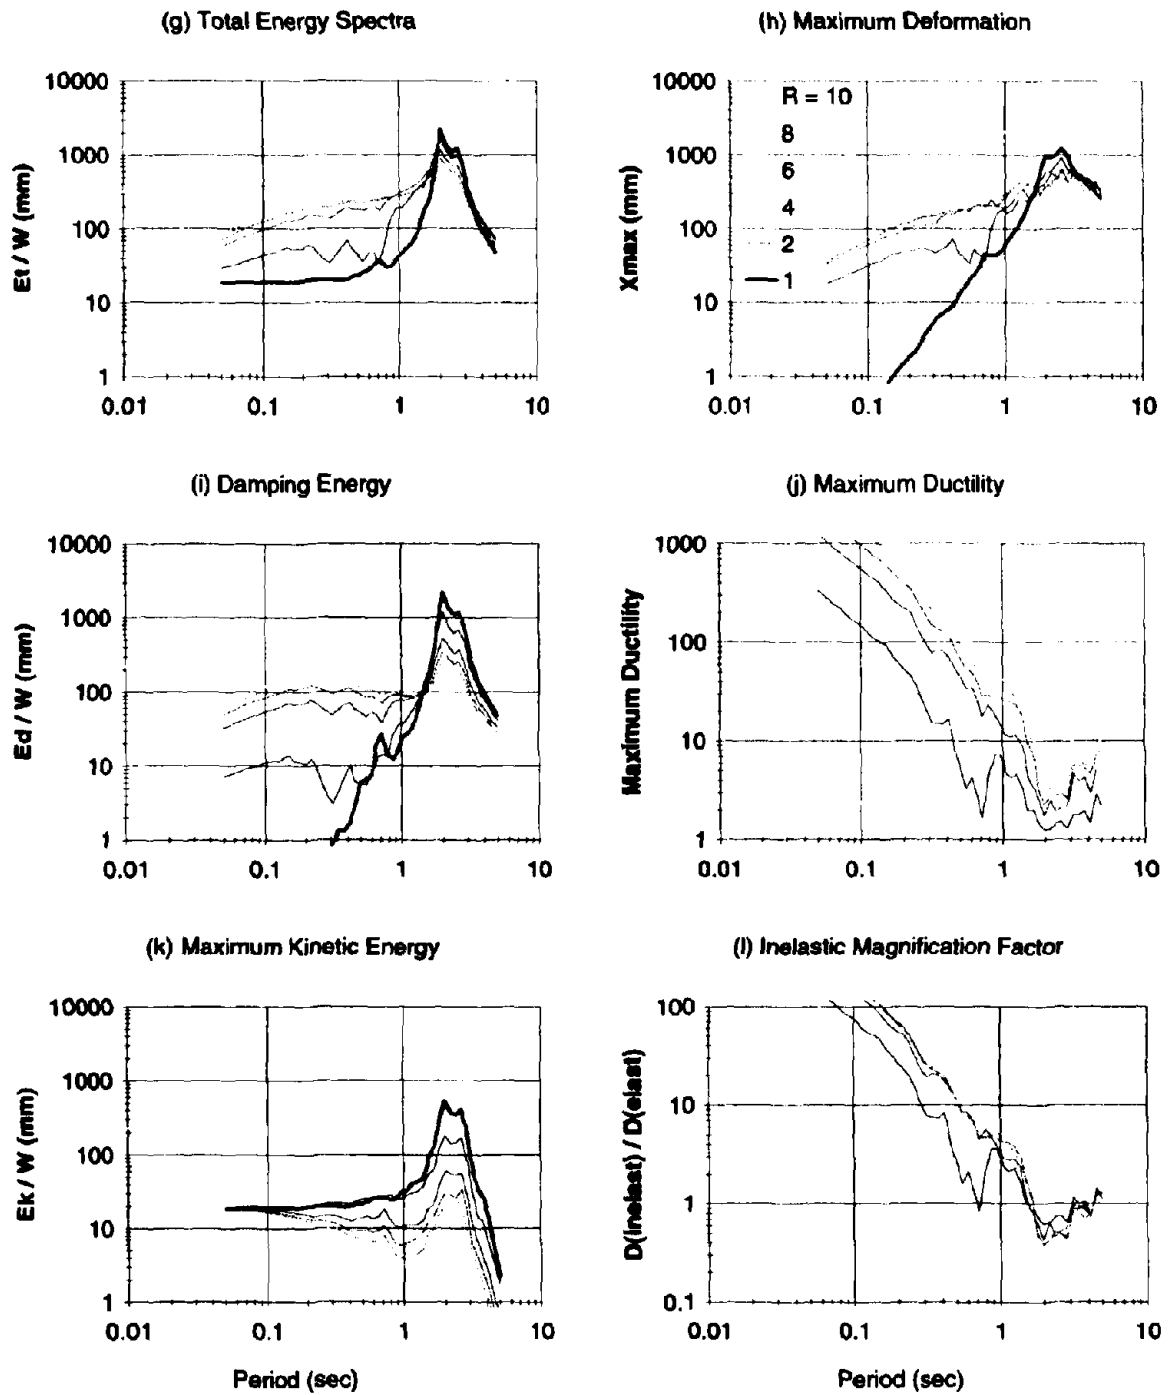 (g) Total Energy Spectra
Et / W (mm)
10000
1000
100
10
1
0.01 0.1 1 10
(h) Maximum Deformation
Xmax (mm)
10000
1000
100
10
1
R = 10
8
6
4
2
1
0.01 0.1 1 10
(i) Damping Energy
Ed / W (mm)
10000
1000
100
10
1
0.01 0.1 1 10
(j) Maximum Ductility
Maximum Ductility
1000
100
10
1
0.01 0.1 1 10
(k) Maximum Kinetic Energy
Ek / W (mm)
10000
1000
100
10
1
0.01 0.1 1 10
Period (sec)
(l) Inelastic Magnification Factor
D(inelast) / D(elast)
100
10
1
0.1
0.01 0.1 1 10
Period (sec)